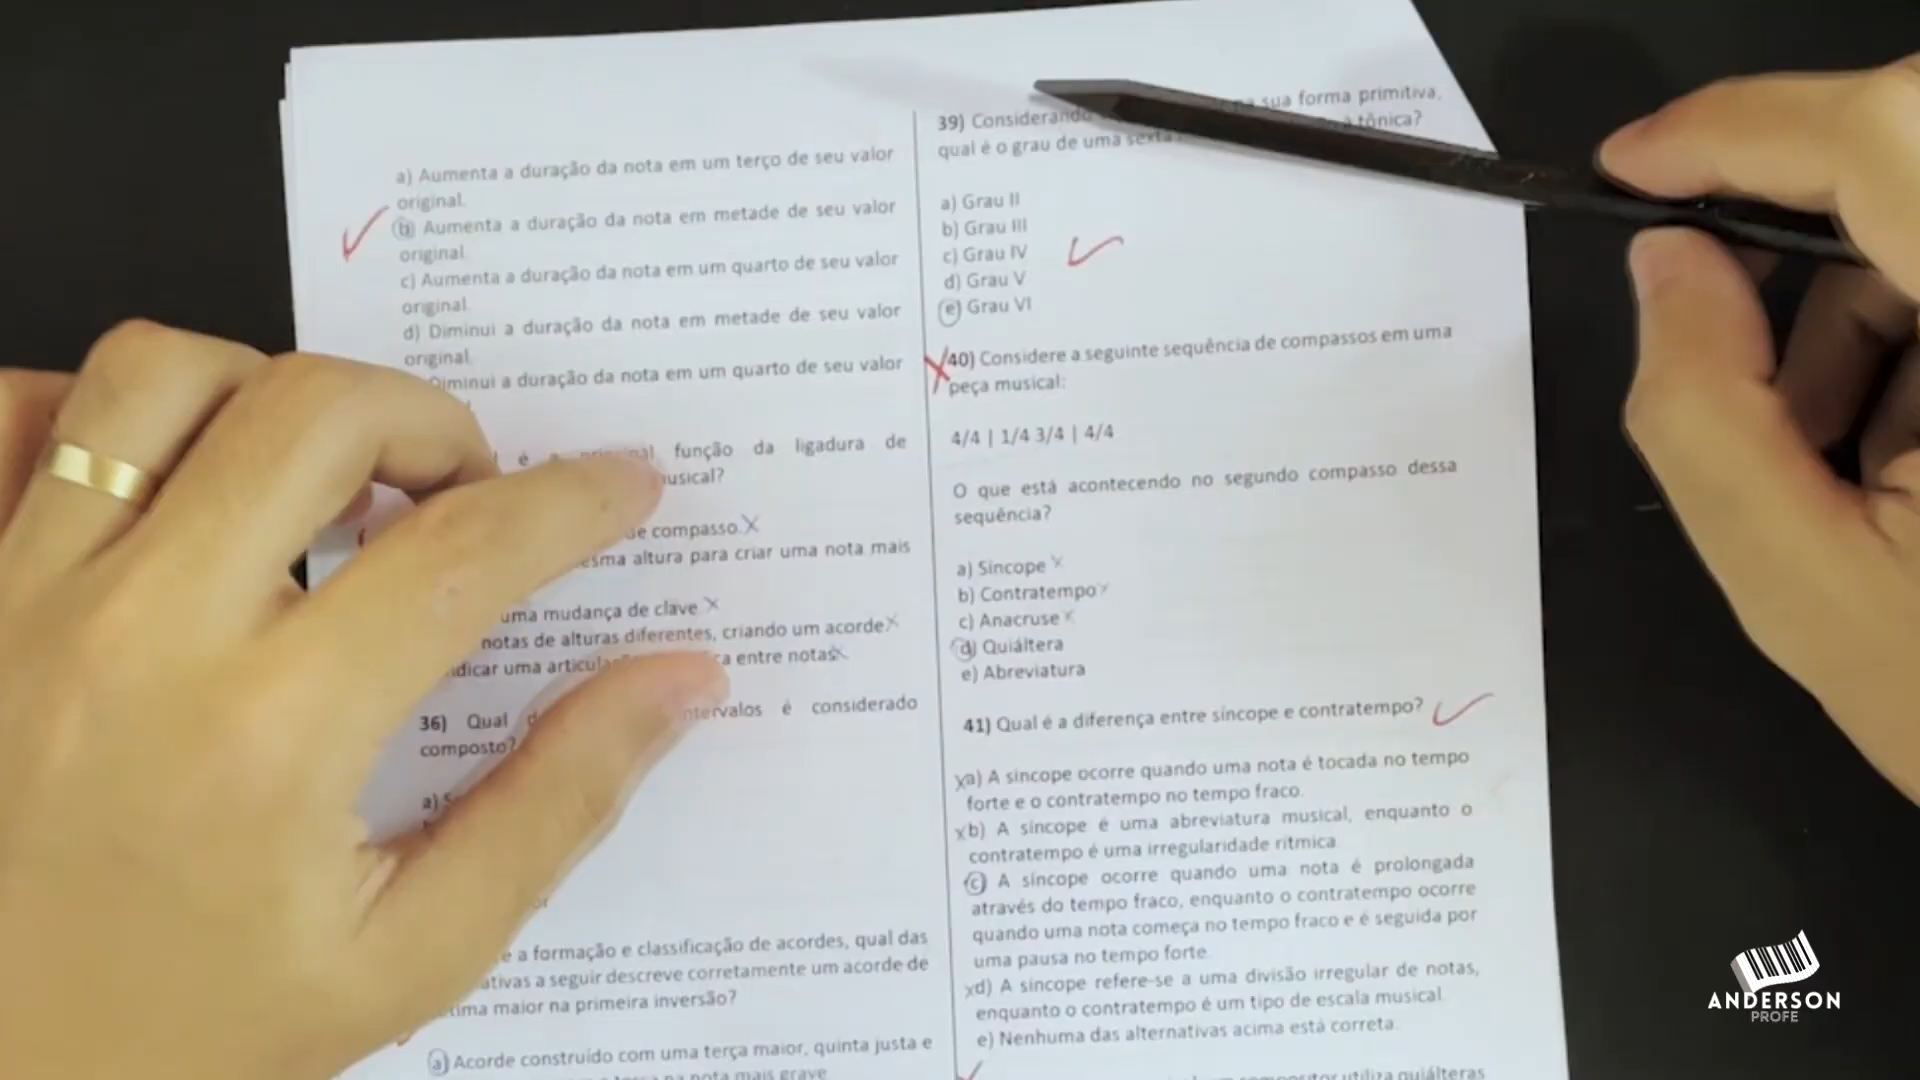 a) Aumenta a duração da nota em um terço de seu valor
original.
b) Aumenta a duração da nota em metade de seu valor
original.
c) Aumenta a duração da nota em um quarto de seu valor
original.
d) Diminui a duração da nota em metade de seu valor
original.
Diminui a duração da nota em um quarto de seu valor
é a principal função da ligadura de
musical?
de compasso.
mesma altura para criar uma nota mais
uma mudança de clave
notas de alturas diferentes, criando um acorde.
indicar uma entre notas.
36) Qual intervalos é considerado
composto?
a)
e a formação e classificação de acordes, qual das
a seguir descreve corretamente um acorde de
maior na primeira inversão?
a) Acorde construído com uma terça maior, quinta justa e
na nota mais grave
39) Considerando na sua forma primitiva,
qual é o grau de uma sexta à tônica?
a) Grau II
b) Grau III
c) Grau IV
d) Grau V
e) Grau VI
40) Considere a seguinte sequência de compassos em uma
peça musical:
4/4 | 1/4 3/4 | 4/4
O que está acontecendo no segundo compasso dessa
sequência?
a) Síncope
b) Contratempo
c) Anacruse
d) Quiáltera
e) Abreviatura
41) Qual é a diferença entre síncope e contratempo?
a) A síncope ocorre quando uma nota é tocada no tempo
forte e o contratempo no tempo fraco.
b) A síncope é uma abreviatura musical, enquanto o
contratempo é uma irregularidade rítmica.
c) A síncope ocorre quando uma nota é prolongada
através do tempo fraco, enquanto o contratempo ocorre
quando uma nota começa no tempo fraco e é seguida por
uma pausa no tempo forte.
d) A síncope refere-se a uma divisão irregular de notas,
enquanto o contratempo é um tipo de escala musical.
e) Nenhuma das alternativas acima está correta.
compositor utiliza quiálteras
ANDERSON
PROFE